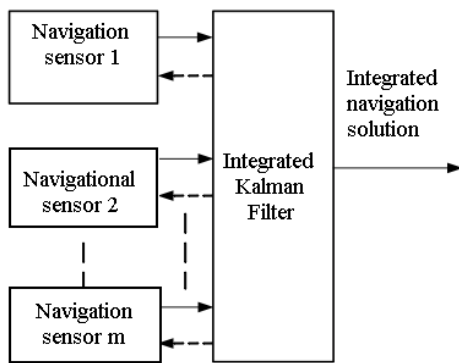 Navigation
sensor 1
Navigational
sensor 2
Navigation
sensor m
Integrated
Kalman
Filter
Integrated
navigation
solution